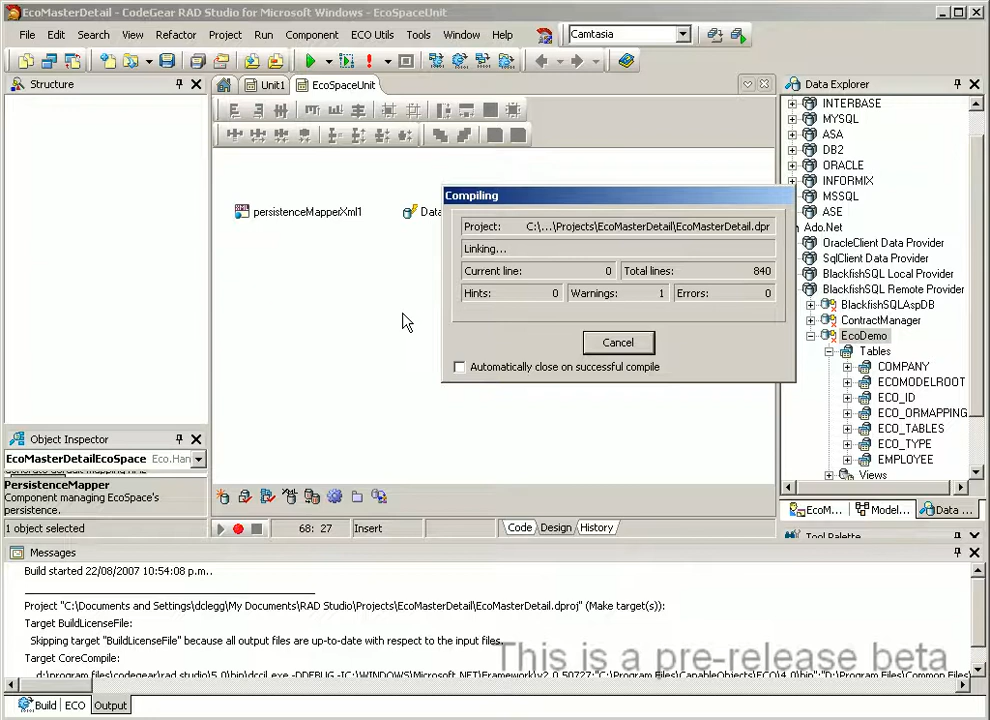 EcoMasterDetail - CodeGear RAD Studio for Microsoft Windows - EcoSpaceUnit
File Edit Search View Refactor Project Run Component ECO Utils Tools Window Help
Camtasia
Structure
Unit1
EcoSpaceUnit
Data Explorer
INTERBASE
MYSQL
ASA
DB2
ORACLE
INFORMIX
MSSQL
ASE
Ado.Net
OracleClient Data Provider
SqlClient Data Provider
BlackfishSQL Local Provider
BlackfishSQL Remote Provider
BlackfishSQLAspDB
ContractManager
EcoDemo
Tables
COMPANY
ECOMODELROOT
ECO_ID
ECO_ORMAPPING
ECO_TABLES
ECO_TYPE
EMPLOYEE
Views
EcoM... Model... Data ...
Tool Palette
persistenceMapperXml1
Data
Compiling
Project: C:\...\Projects\EcoMasterDetail\EcoMasterDetail.dpr
Linking...
Current line: 0 Total lines: 840
Hints: 0 Warnings: 1 Errors: 0
Cancel
Automatically close on successful compile
Object Inspector
EcoMasterDetailEcoSpace Eco.Han
PersistenceMapper
Component managing EcoSpace's
persistence.
1 object selected
68: 27 Insert
Code Design History
Messages
Build started 22/08/2007 10:54:08 p.m..
Project "C:\Documents and Settings\dclegg\My Documents\RAD Studio\Projects\EcoMasterDetail\EcoMasterDetail.dproj" (Make target(s)):
Target BuildLicenseFile:
Skipping target "BuildLicenseFile" because all output files are up-to-date with respect to the input files.
Target CoreCompile:
This is a pre-release beta
Build ECO Output